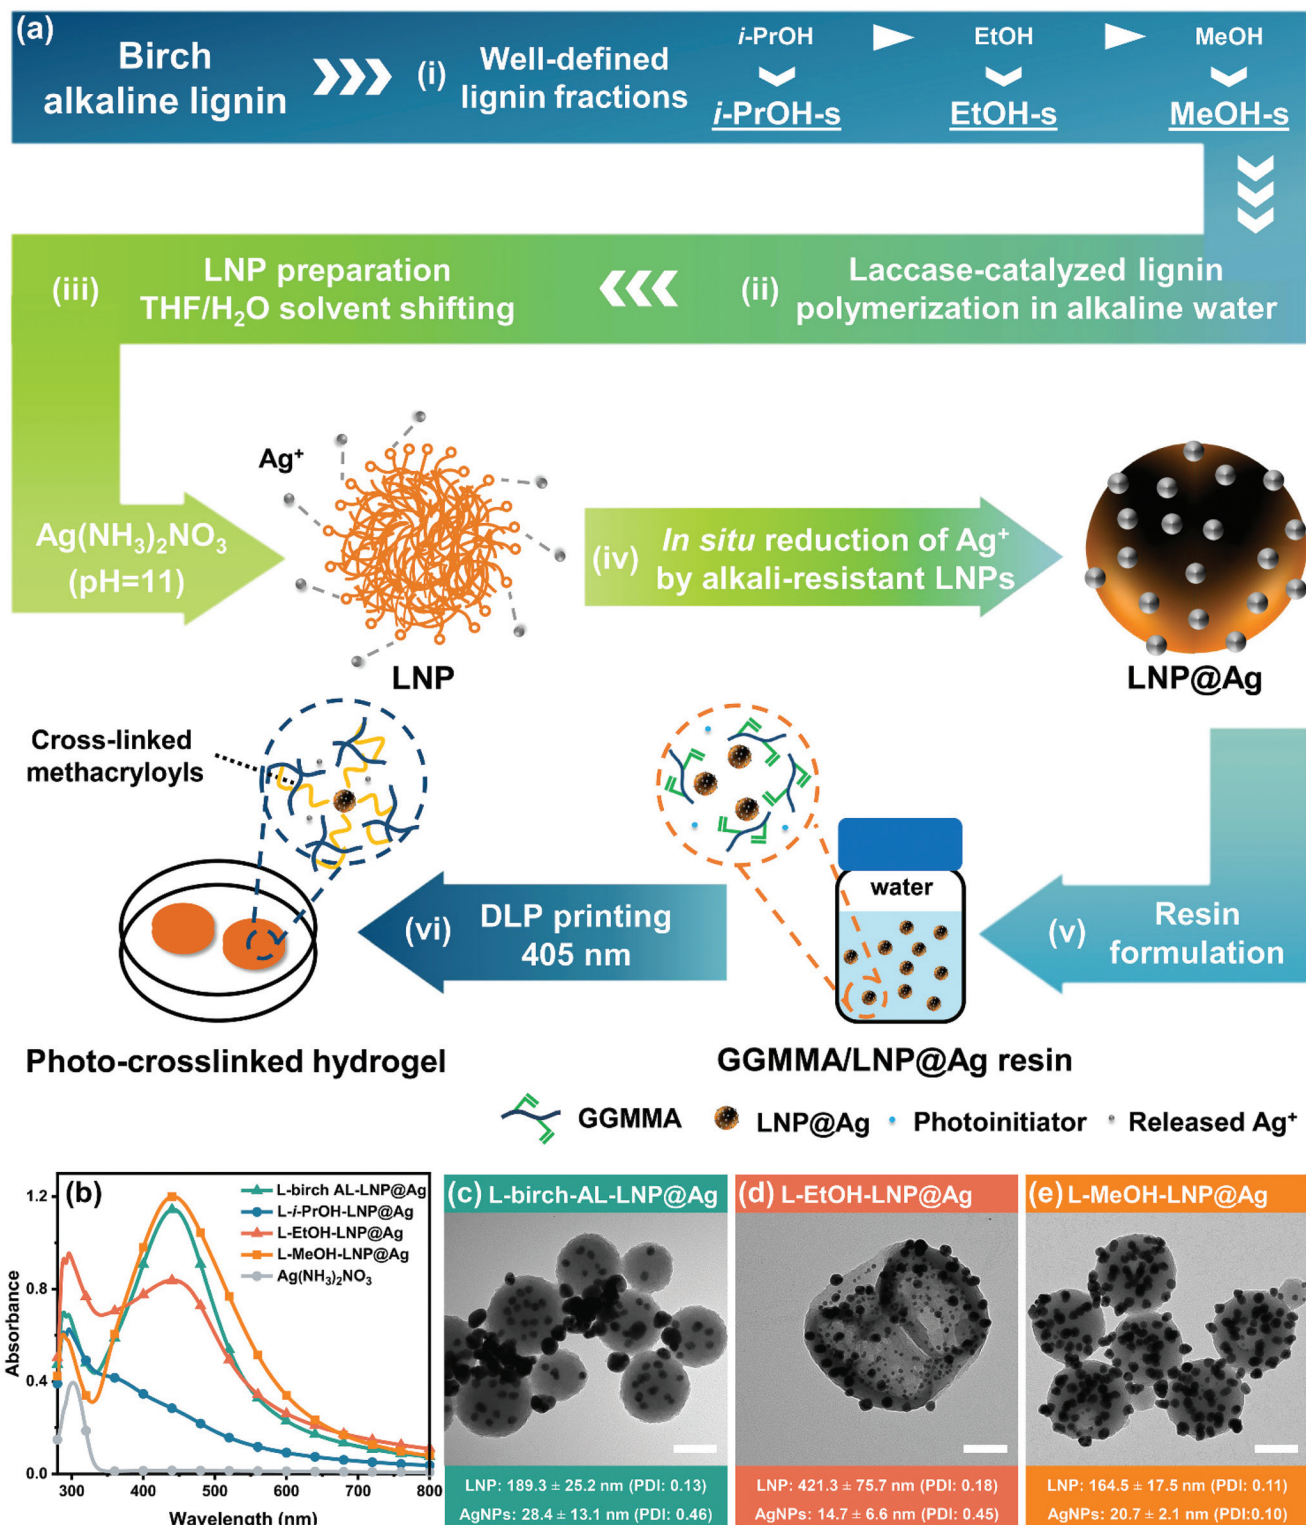 (a)
Birch
alkaline lignin
(i)
Well-defined
lignin fractions
i-PrOH
EtOH
MeOH
i-PrOH-s
EtOH-s
MeOH-s
(iii)
LNP preparation
THF/H₂O solvent shifting
(ii)
Laccase-catalyzed lignin
polymerization in alkaline water
Ag⁺
Ag(NH₃)₂NO₃
(pH=11)
(iv)
In situ reduction of Ag⁺
by alkali-resistant LNPs
LNP
LNP@Ag
Cross-linked
methacryloyls
water
(vi)
DLP printing
405 nm
(v)
Resin
formulation
Photo-crosslinked hydrogel
GGMMA/LNP@Ag resin
GGMMA
LNP@Ag
Photoinitiator
Released Ag⁺
(b)
L-birch AL-LNP@Ag
L-i-PrOH-LNP@Ag
L-EtOH-LNP@Ag
L-MeOH-LNP@Ag
Ag(NH₃)₂NO₃
1.2
0.8
0.4
0.0
Absorbance
300 400 500 600 700 800
Wavelength (nm)
(c) L-birch-AL-LNP@Ag
LNP: 189.3 ± 25.2 nm (PDI: 0.13)
AgNPs: 28.4 ± 13.1 nm (PDI: 0.46)
(d) L-EtOH-LNP@Ag
LNP: 421.3 ± 75.7 nm (PDI: 0.18)
AgNPs: 14.7 ± 6.6 nm (PDI: 0.45)
(e) L-MeOH-LNP@Ag
LNP: 164.5 ± 17.5 nm (PDI: 0.11)
AgNPs: 20.7 ± 2.1 nm (PDI:0.10)